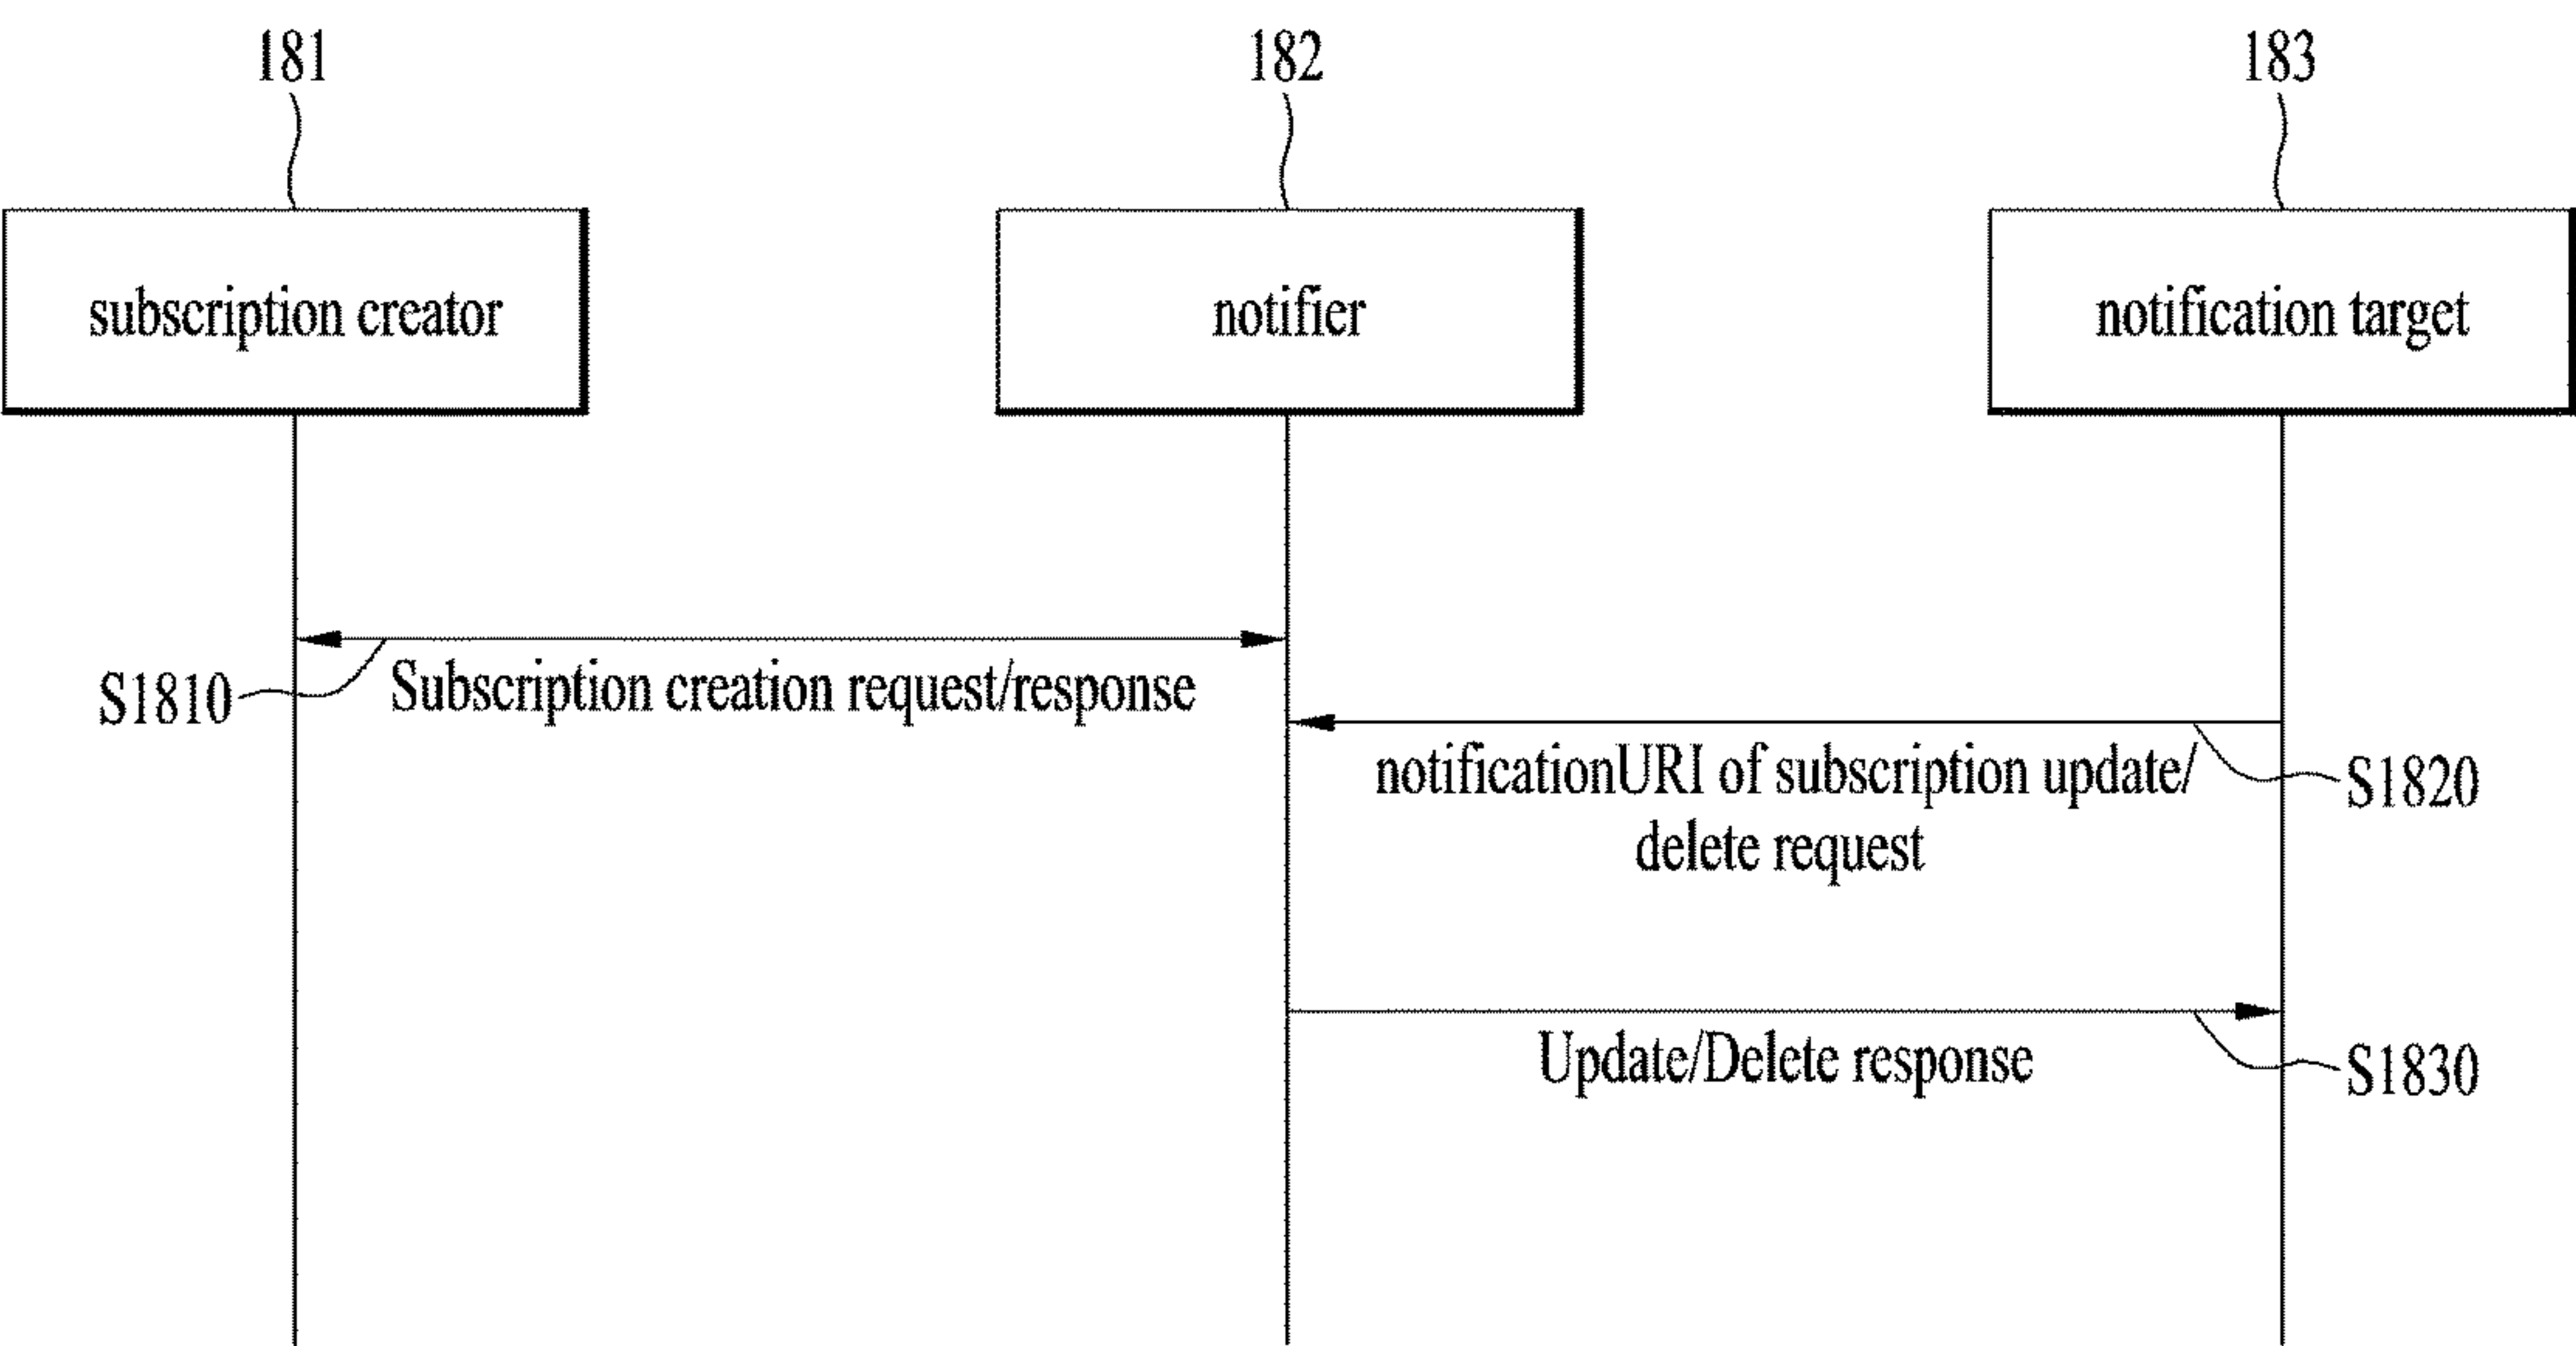 181
182
183
subscription creator
notifier
notification target
S1810
Subscription creation request/response
notificationURI of subscription update/
delete request
S1820
Update/Delete response
S1830